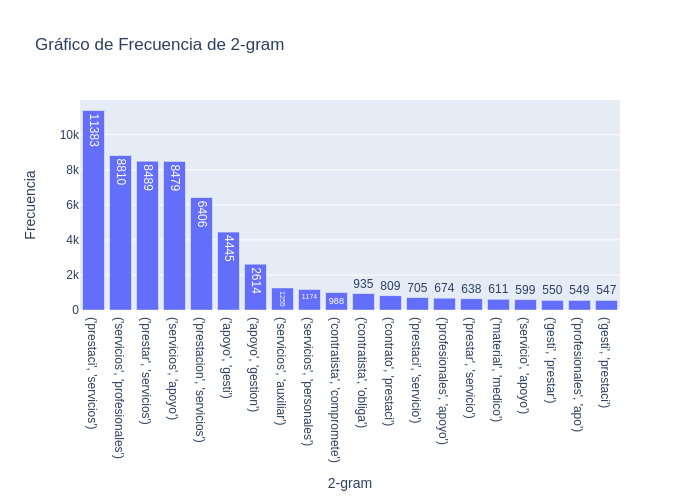 Gráfico de Frecuencia de 2-gram
Frecuencia
10k
8k
6k
4k
2k
0
11383
8810
8489
8479
6406
4445
2614
1255
1174
988
935
809
705
674
638
611
599
550
549
547
('prestaci', 'servicios')
('servicios', 'profesionales')
('prestar', 'servicios')
('servicios', 'apoyo')
('prestacion', 'servicios')
('apoyo', 'gesti')
('apoyo', 'gestion')
('servicios', 'auxiliar')
('servicios', 'personales')
('contratista', 'compromete')
('contratista', 'obliga')
('contrato', 'prestaci')
('prestaci', 'servicio')
('profesionales', 'apoyo')
('prestar', 'servicio')
('material', 'medico')
('servicio', 'apoyo')
('gesti', 'prestar')
('profesionales', 'apo')
('gesti', 'prestaci')
2-gram